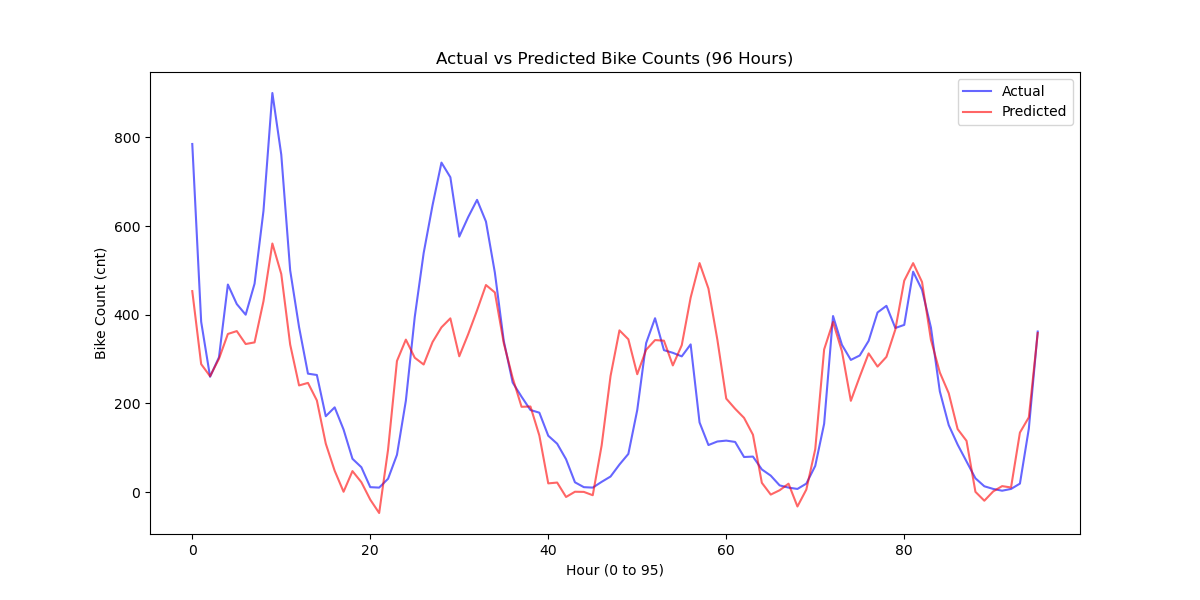 Actual vs Predicted Bike Counts (96 Hours)
Actual
Predicted
Bike Count (cnt)
800
600
400
200
0
0 20 40 60 80
Hour (0 to 95)